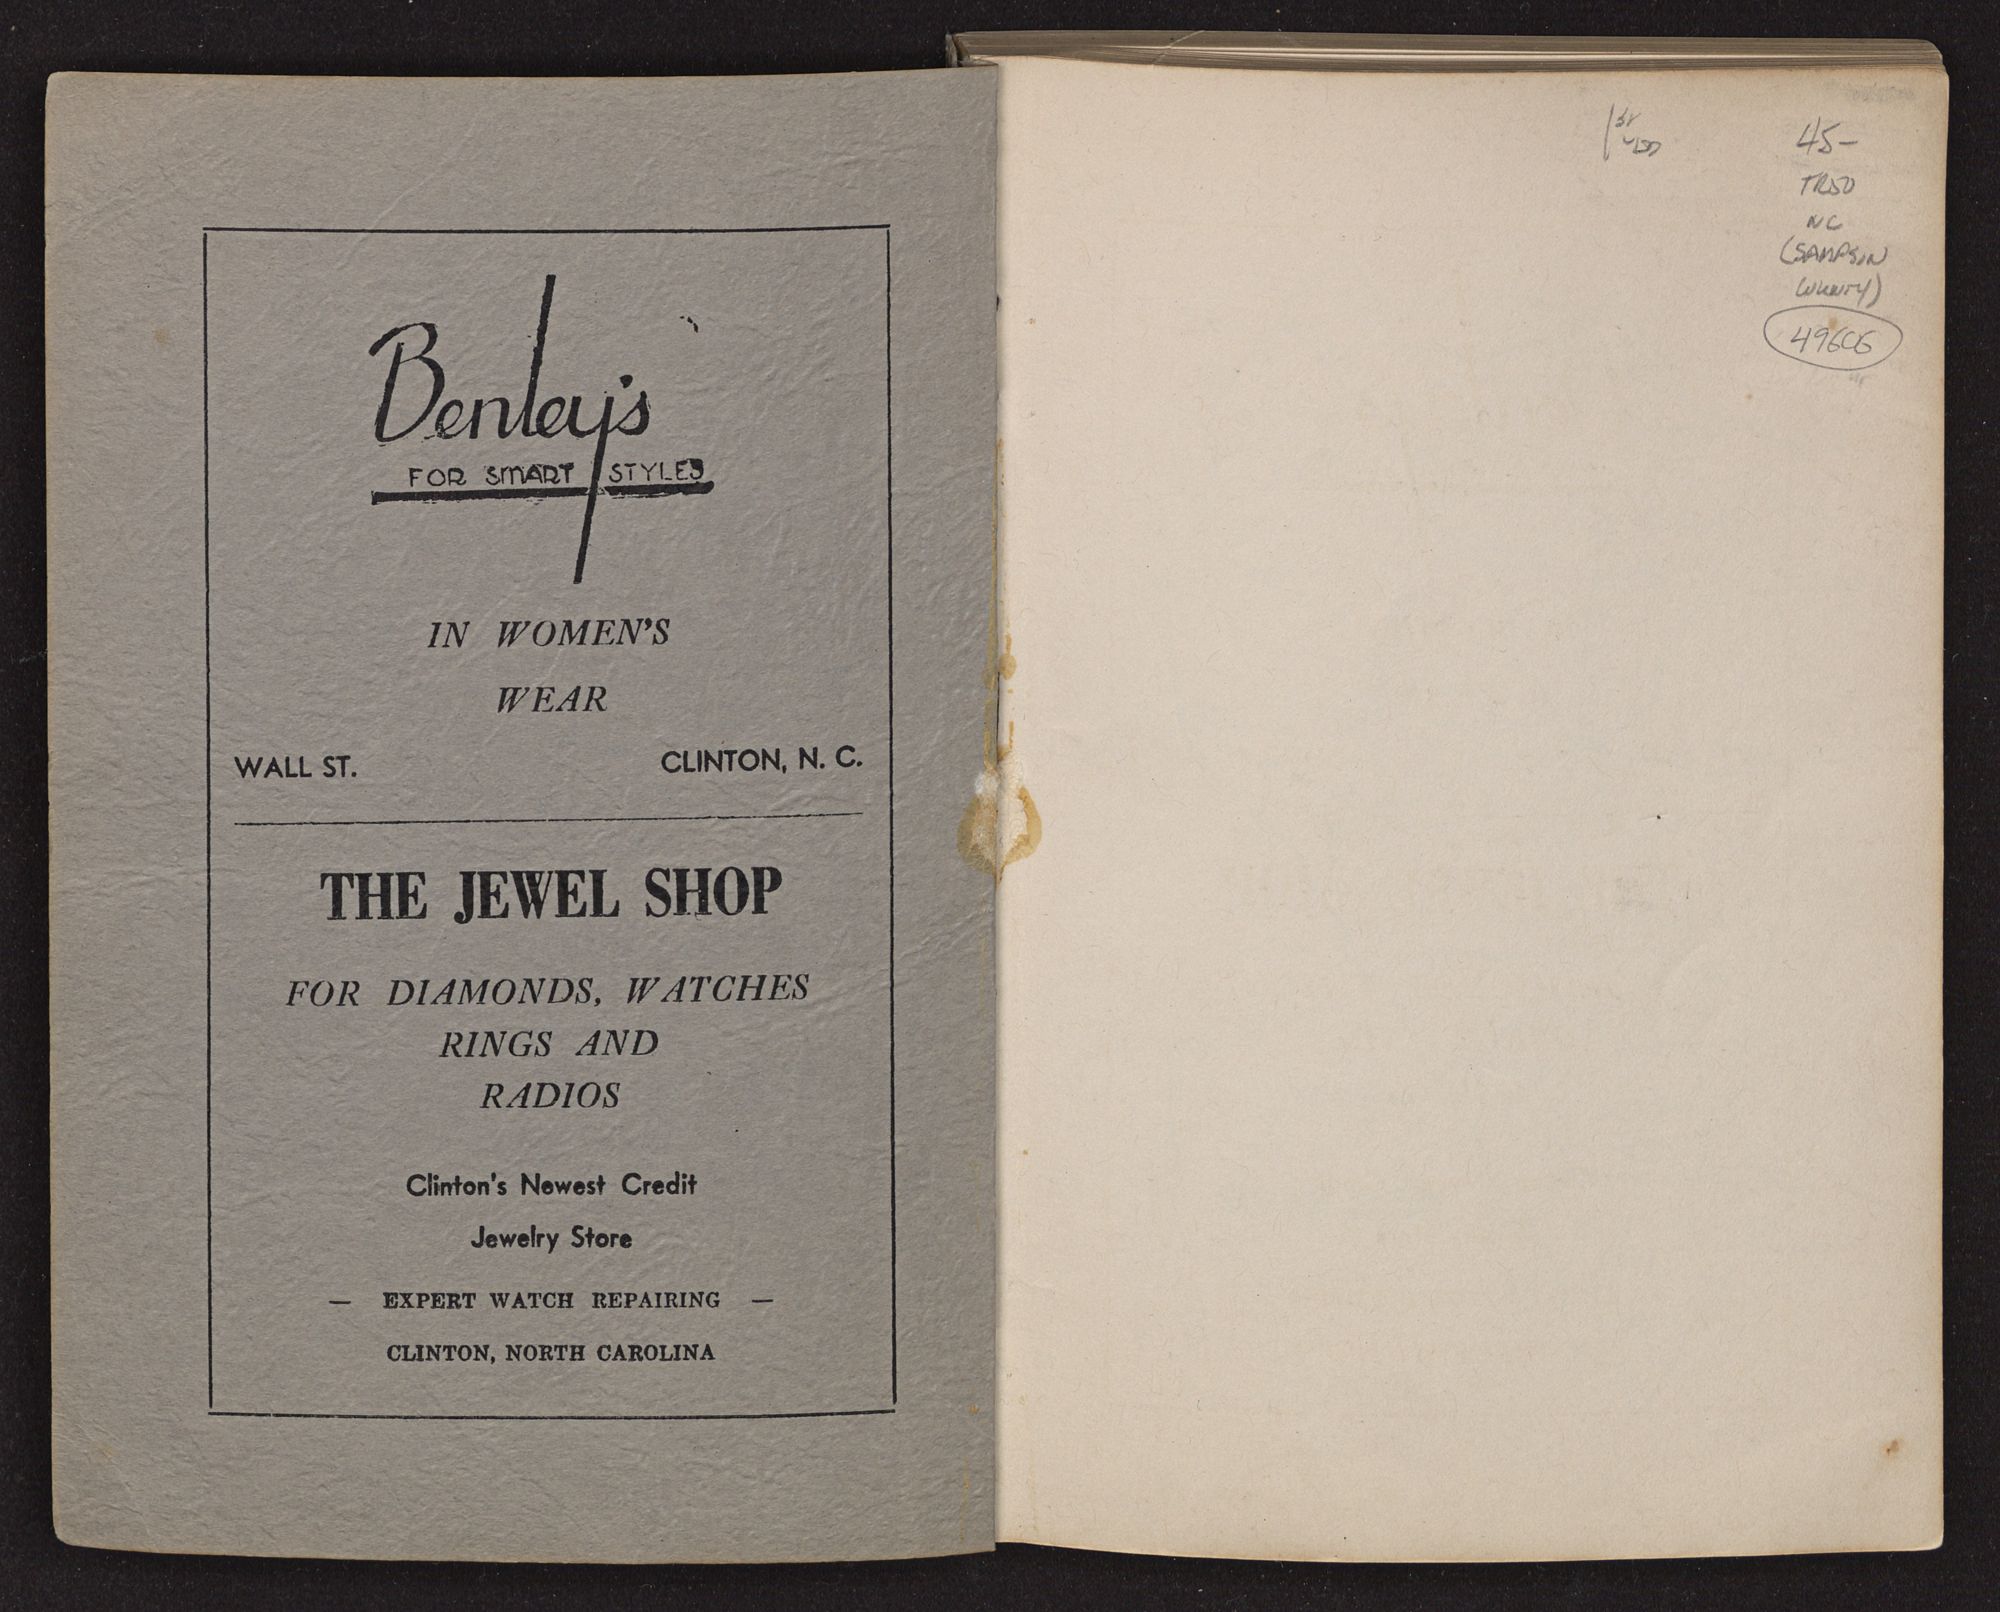 Benley's
FOR SMART STYLES
IN WOMEN'S
WEAR
WALL ST. CLINTON, N. C.
THE JEWEL SHOP
FOR DIAMONDS, WATCHES
RINGS AND
RADIOS
Clinton's Newest Credit
Jewelry Store
— EXPERT WATCH REPAIRING —
CLINTON, NORTH CAROLINA
45-
NC
(SAMPSON
COUNTY)